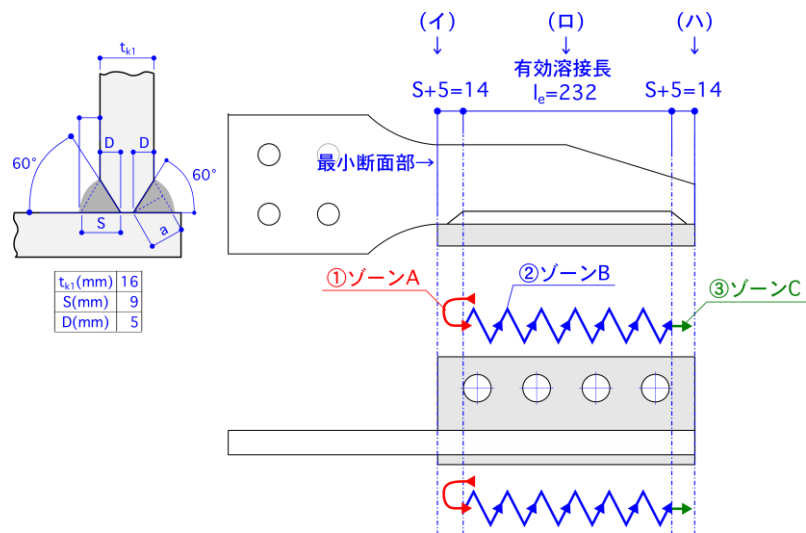 (イ)
(ロ)
(ハ)
有効溶接長
S+5=14
le=232
S+5=14
tk1
D
D
60°
60°
S
a
最小断面部→
tk1(mm) 16
S(mm) 9
D(mm) 5
①ゾーンA
②ゾーンB
③ゾーンC